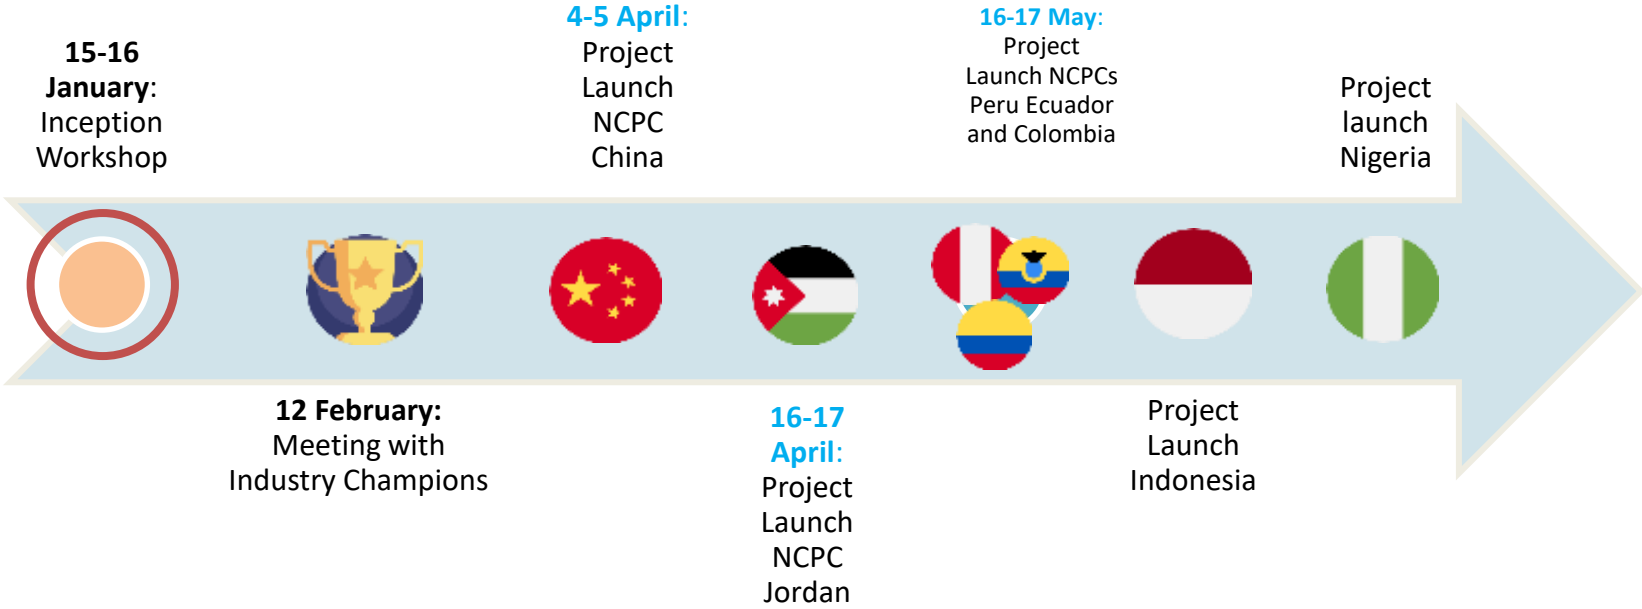 15-16
January:
Inception
Workshop
12 February:
Meeting with
Industry Champions
4-5 April:
Project
Launch
NCPC
China
16-17
April:
Project
Launch
NCPC
Jordan
16-17 May:
Project
Launch NCPCs
Peru Ecuador
and Colombia
Project
Launch
Indonesia
Project
launch
Nigeria